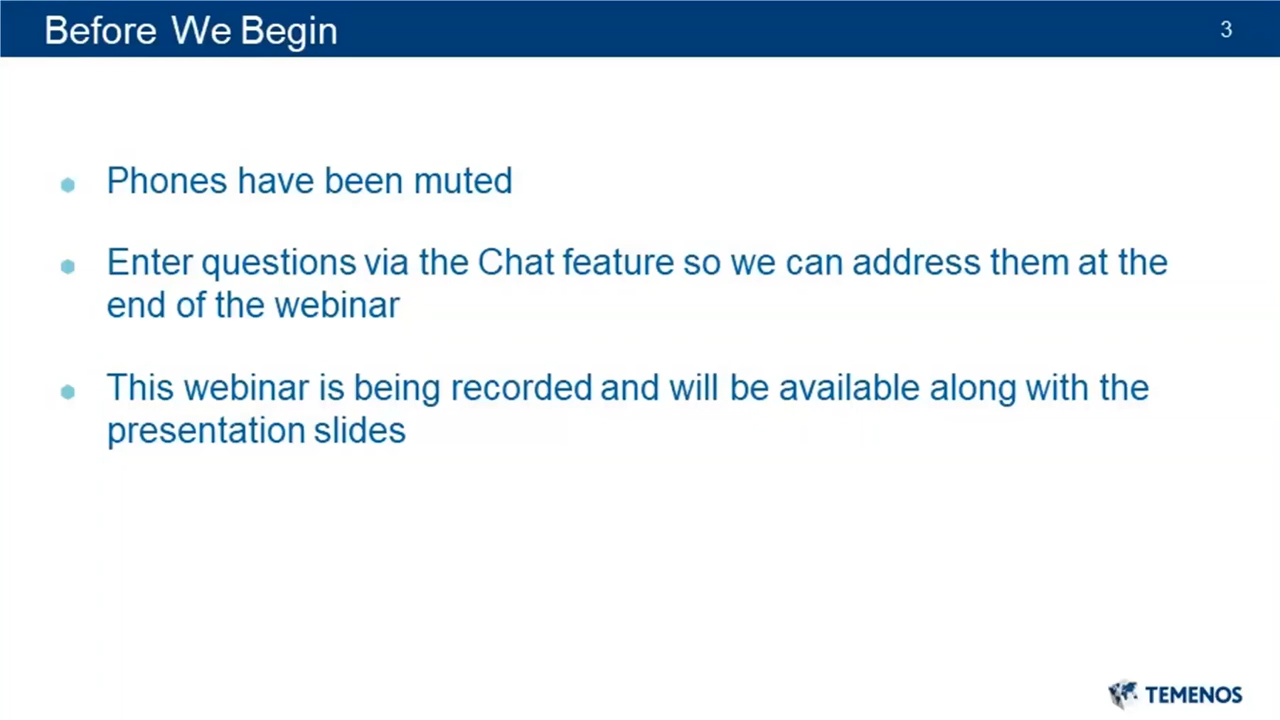 Before We Begin
3
Phones have been muted
Enter questions via the Chat feature so we can address them at the
end of the webinar
This webinar is being recorded and will be available along with the
presentation slides
TEMENOS